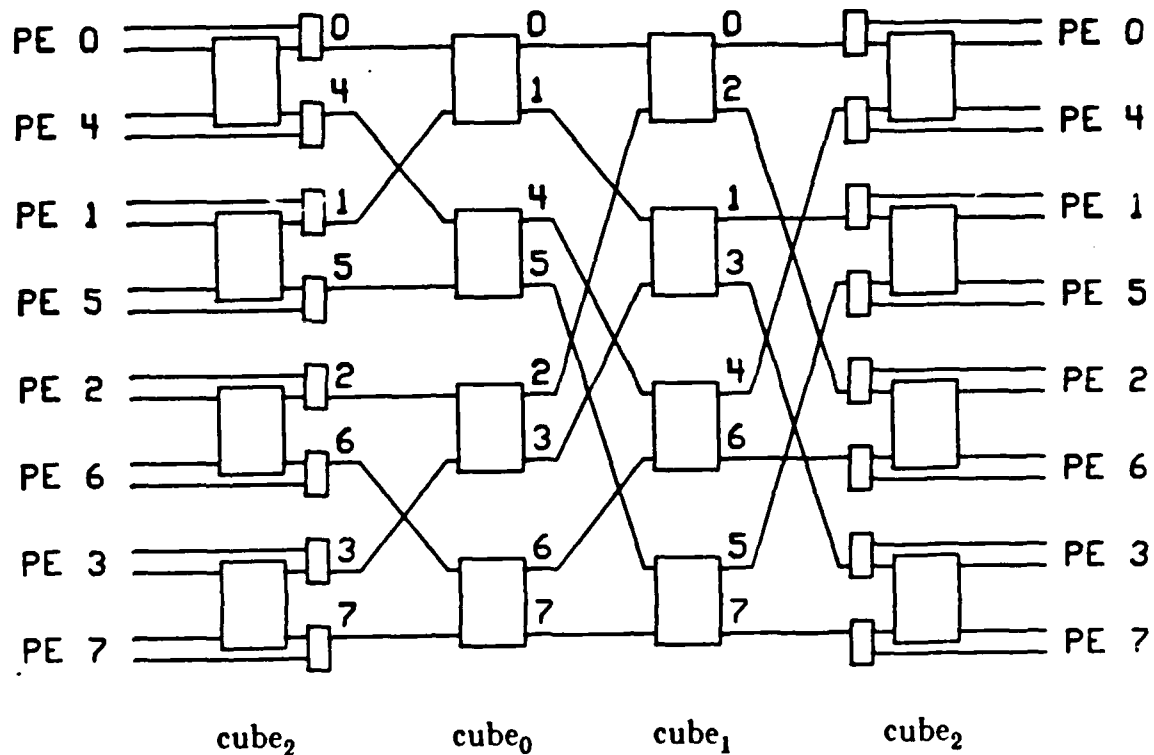 PE 0 0 0 0 PE 0
4 1 2
PE 4 PE 4
PE 1 1 4 1 PE 1
5 5 3
PE 5 PE 5
PE 2 2 2 4 PE 2
6 3 6
PE 6 PE 6
PE 3 3 6 5 PE 3
7 7 7
PE 7 PE 7
cube₂ cube₀ cube₁ cube₂